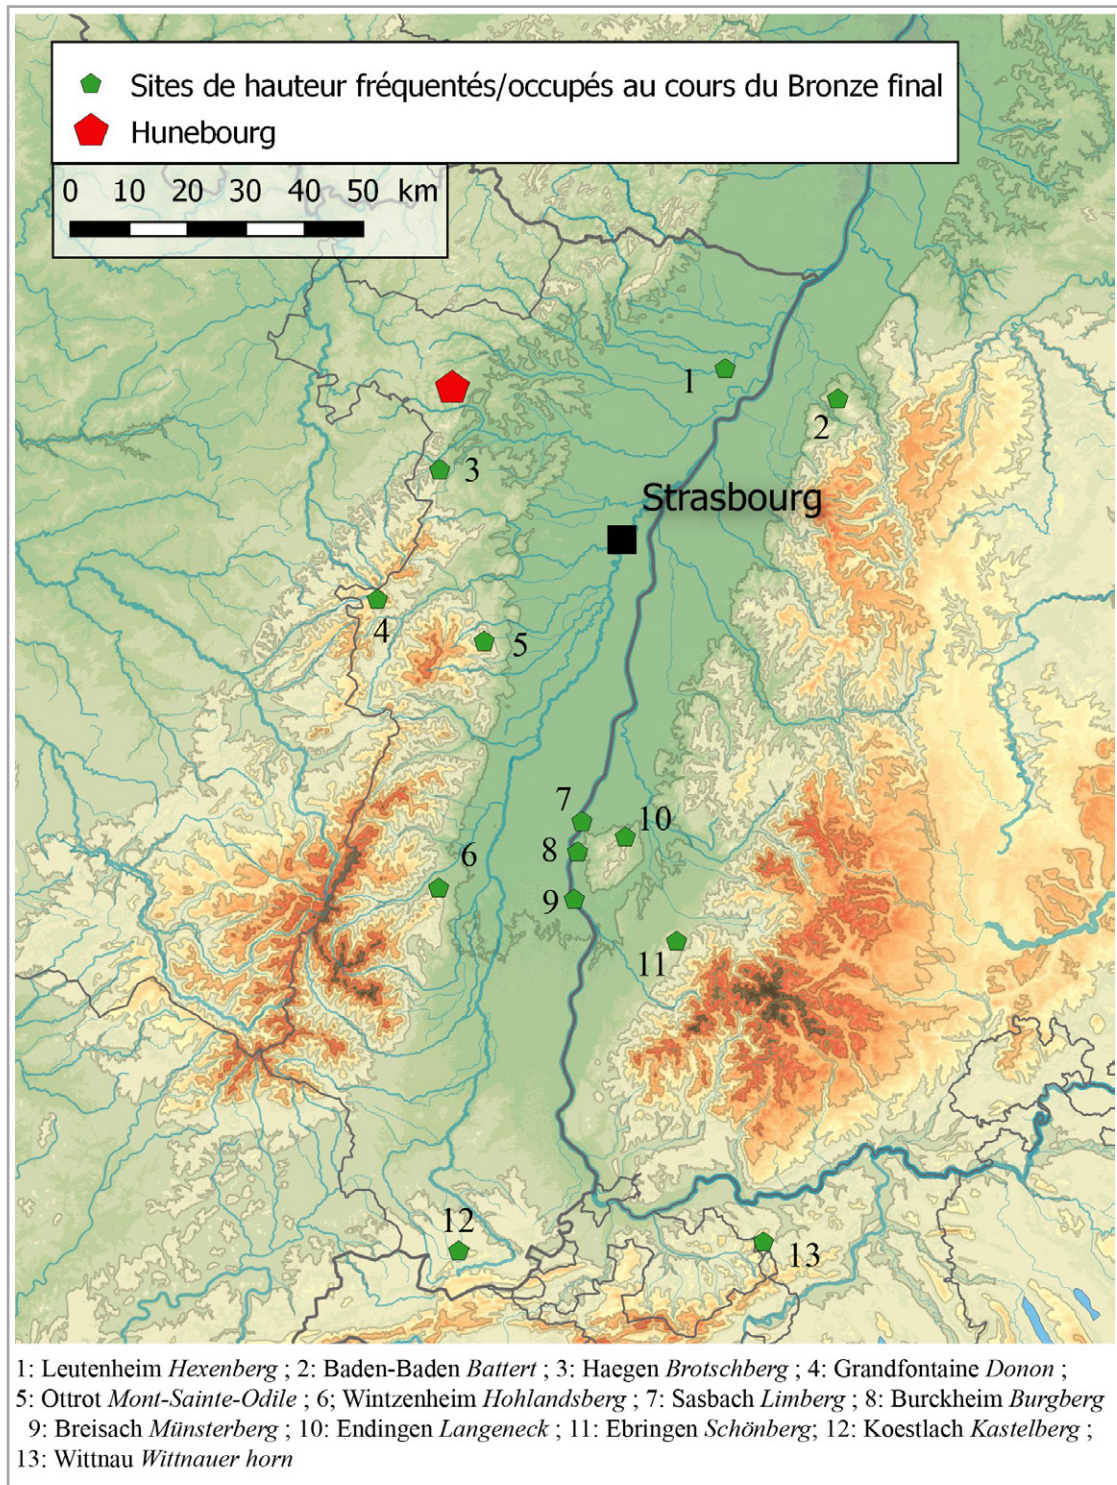 Sites de hauteur fréquentés/occupés au cours du Bronze final
Hunebourg
0 10 20 30 40 50 km
1
2
3
Strasbourg
4
5
7
10
8
6
9
11
12
13
1: Leutenheim Hexenberg ; 2: Baden-Baden Battert ; 3: Haegen Brotschberg ; 4: Grandfontaine Donon ;
5: Ottrot Mont-Sainte-Odile ; 6; Wintzenheim Hohlandsberg ; 7: Sasbach Limberg ; 8: Burckheim Burgberg
9: Breisach Münsterberg ; 10: Endingen Langeneck ; 11: Ebringen Schönberg; 12: Koestlach Kastelberg ;
13: Wittnau Wittnauer horn